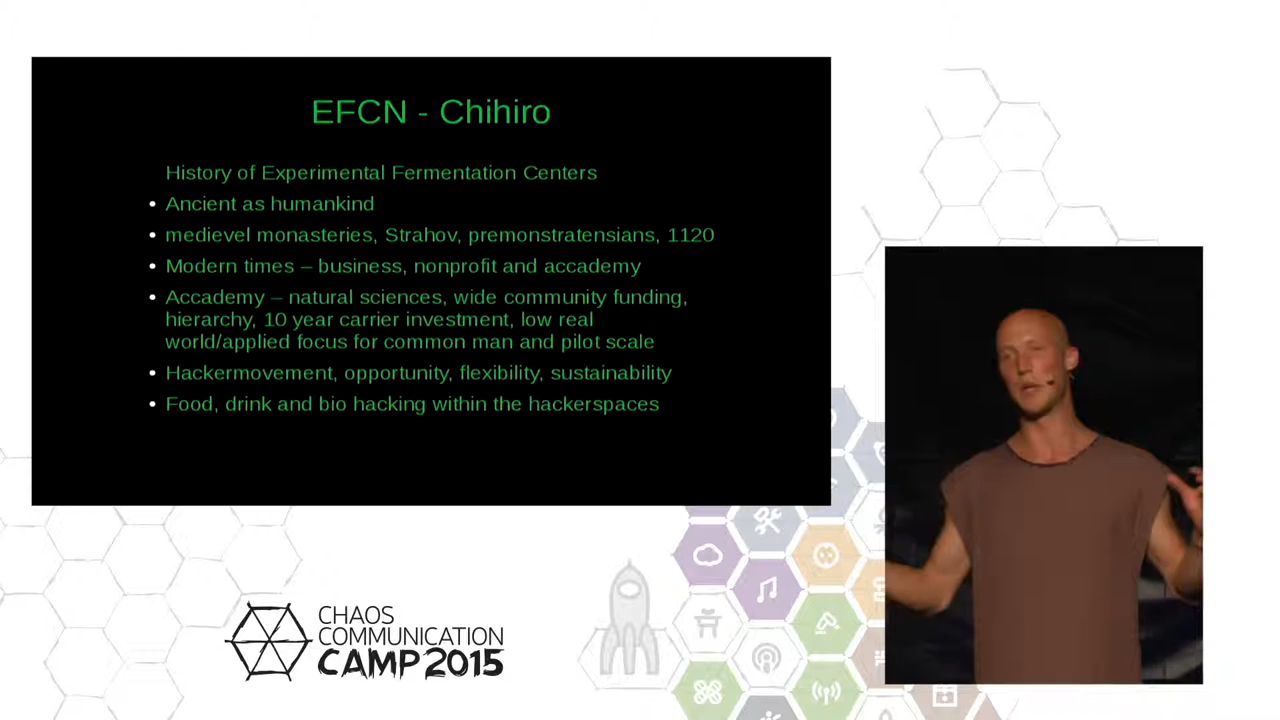 EFCN - Chihiro
History of Experimental Fermentation Centers
Ancient as humankind
medievel monasteries, Strahov, premonstratensians, 1120
Modern times – business, nonprofit and accademy
Accademy – natural sciences, wide community funding,
hierarchy, 10 year carrier investment, low real
world/applied focus for common man and pilot scale
Hackermovement, opportunity, flexibility, sustainability
Food, drink and bio hacking within the hackerspaces
CHAOS
COMMUNICATION
CAMP 2015